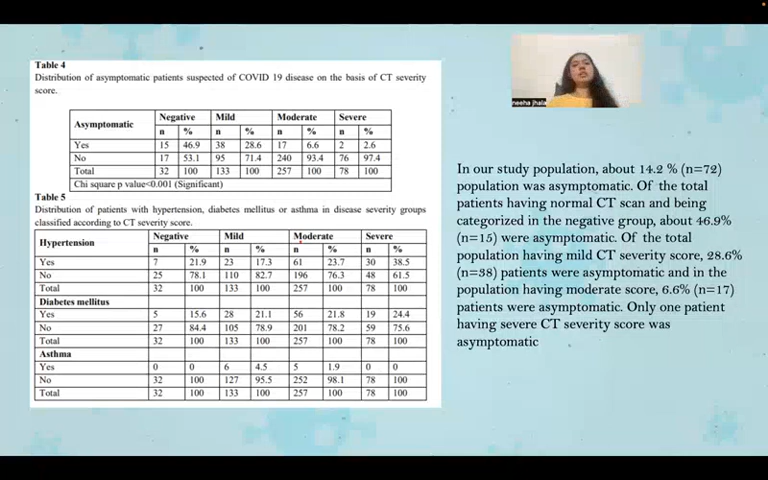 Table 4
Distribution of asymptomatic patients suspected of COVID 19 disease on the basis of CT severity
score.
Asymptomatic Negative Mild Moderate Severe
n % n % n % n %
Yes 15 46.9 38 28.6 17 6.6 2 2.6
No 17 53.1 95 71.4 240 93.4 76 97.4
Total 32 100 133 100 257 100 78 100
Chi square p value<0.001 (Significant)
Table 5
Distribution of patients with hypertension, diabetes mellitus or asthma in disease severity groups
classified according to CT severity score.
Hypertension Negative Mild Moderate Severe
n % n % n % n %
Yes 7 21.9 23 17.3 61 23.7 30 38.5
No 25 78.1 110 82.7 196 76.3 48 61.5
Total 32 100 133 100 257 100 78 100
Diabetes mellitus
Yes 5 15.6 28 21.1 56 21.8 19 24.4
No 27 84.4 105 78.9 201 78.2 59 75.6
Total 32 100 133 100 257 100 78 100
Asthma
Yes 0 0 6 4.5 5 1.9 0 0
No 32 100 127 95.5 252 98.1 78 100
Total 32 100 133 100 257 100 78 100
neeha jhala
In our study population, about 14.2 % (n=72)
population was asymptomatic. Of the total
patients having normal CT scan and being
categorized in the negative group, about 46.9%
(n=15) were asymptomatic. Of the total
population having mild CT severity score, 28.6%
(n=38) patients were asymptomatic and in the
population having moderate score, 6.6% (n=17)
patients were asymptomatic. Only one patient
having severe CT severity score was
asymptomatic